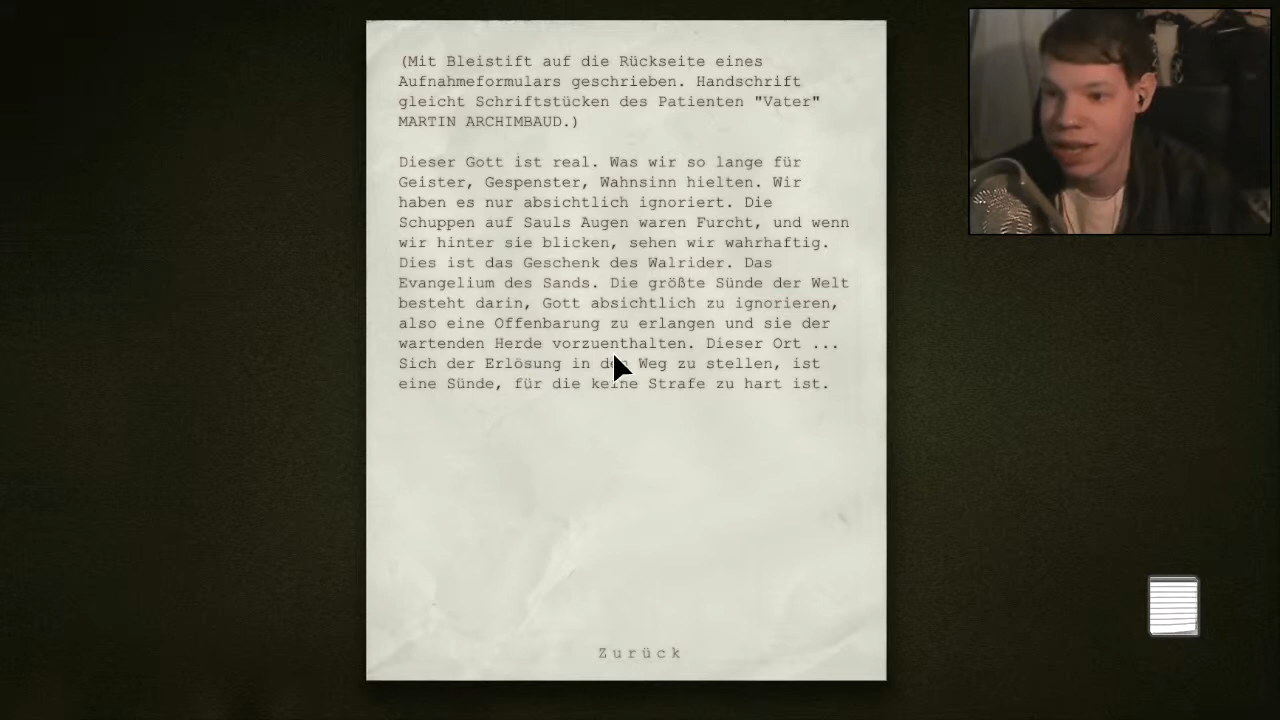 (Mit Bleistift auf die Rückseite eines
Aufnahmeformulars geschrieben. Handschrift
gleicht Schriftstücken des Patienten "Vater"
MARTIN ARCHIMBAUD.)
Dieser Gott ist real. Was wir so lange für
Geister, Gespenster, Wahnsinn hielten. Wir
haben es nur absichtlich ignoriert. Die
Schuppen auf Sauls Augen waren Furcht, und wenn
wir hinter sie blicken, sehen wir wahrhaftig.
Dies ist das Geschenk des Walrider. Das
Evangelium des Sands. Die größte Sünde der Welt
besteht darin, Gott absichtlich zu ignorieren,
also eine Offenbarung zu erlangen und sie der
wartenden Herde vorzuenthalten. Dieser Ort ...
Sich der Erlösung in den Weg zu stellen, ist
eine Sünde, für die keine Strafe zu hart ist.
Zurück